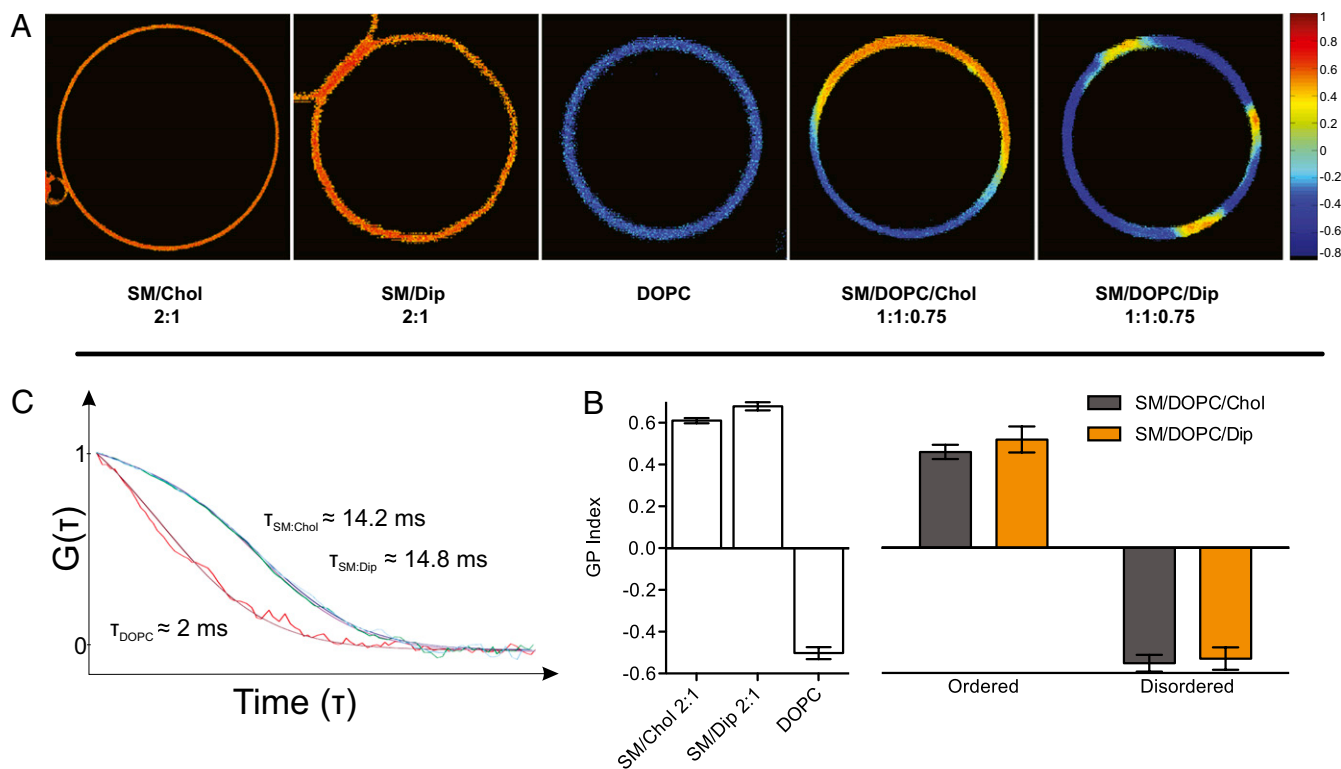 A
1
0.8
0.6
0.4
0.2
0
-0.2
-0.4
-0.6
-0.8
SM/Chol
2:1
SM/Dip
2:1
DOPC
SM/DOPC/Chol
1:1:0.75
SM/DOPC/Dip
1:1:0.75
C
G(τ)
1
0
τSM:Chol ≈ 14.2 ms
τSM:Dip ≈ 14.8 ms
τDOPC ≈ 2 ms
Time (τ)
B
GP Index
0.6
0.4
0.2
0.0
-0.2
-0.4
-0.6
SM/Chol 2:1
SM/Dip 2:1
DOPC
SM/DOPC/Chol
SM/DOPC/Dip
Ordered
Disordered